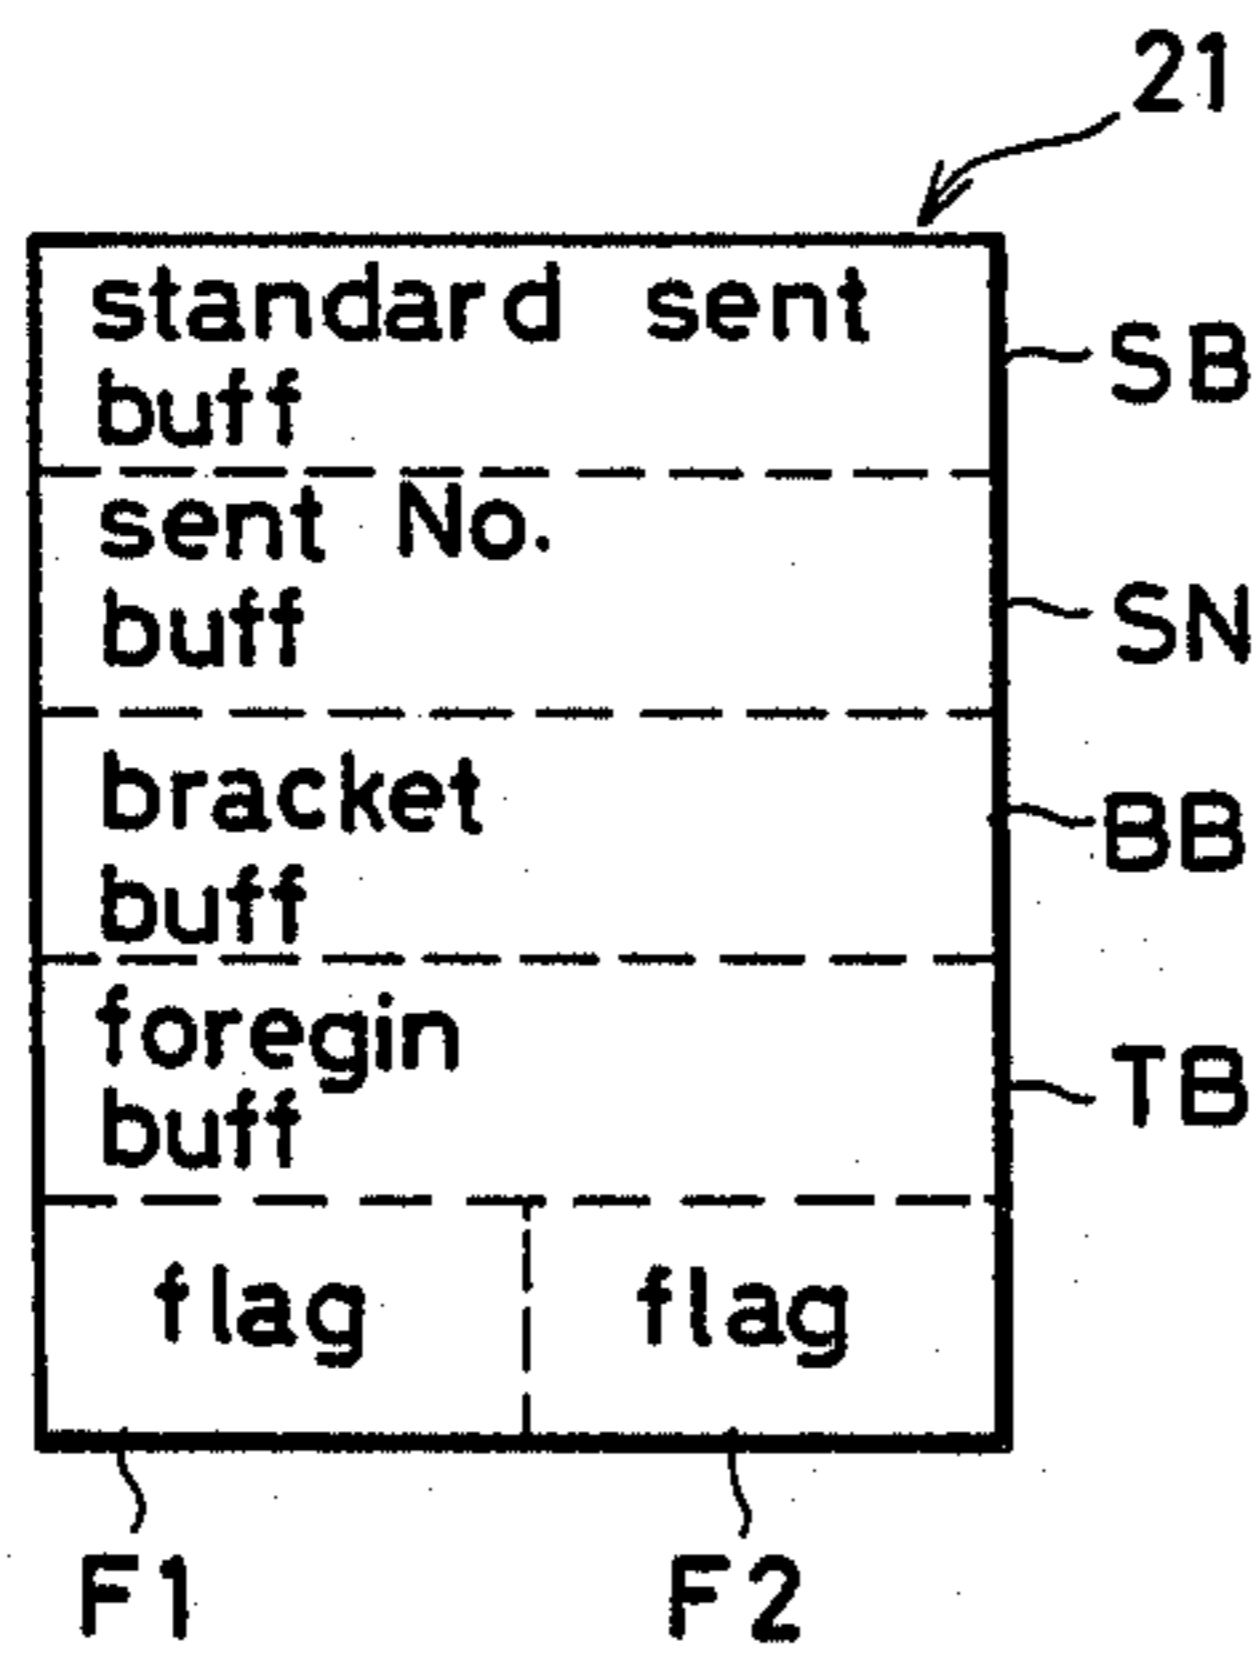 21
standard sent
buff
SB
sent No.
buff
SN
bracket
buff
BB
foregin
buff
TB
flag flag
F1 F2